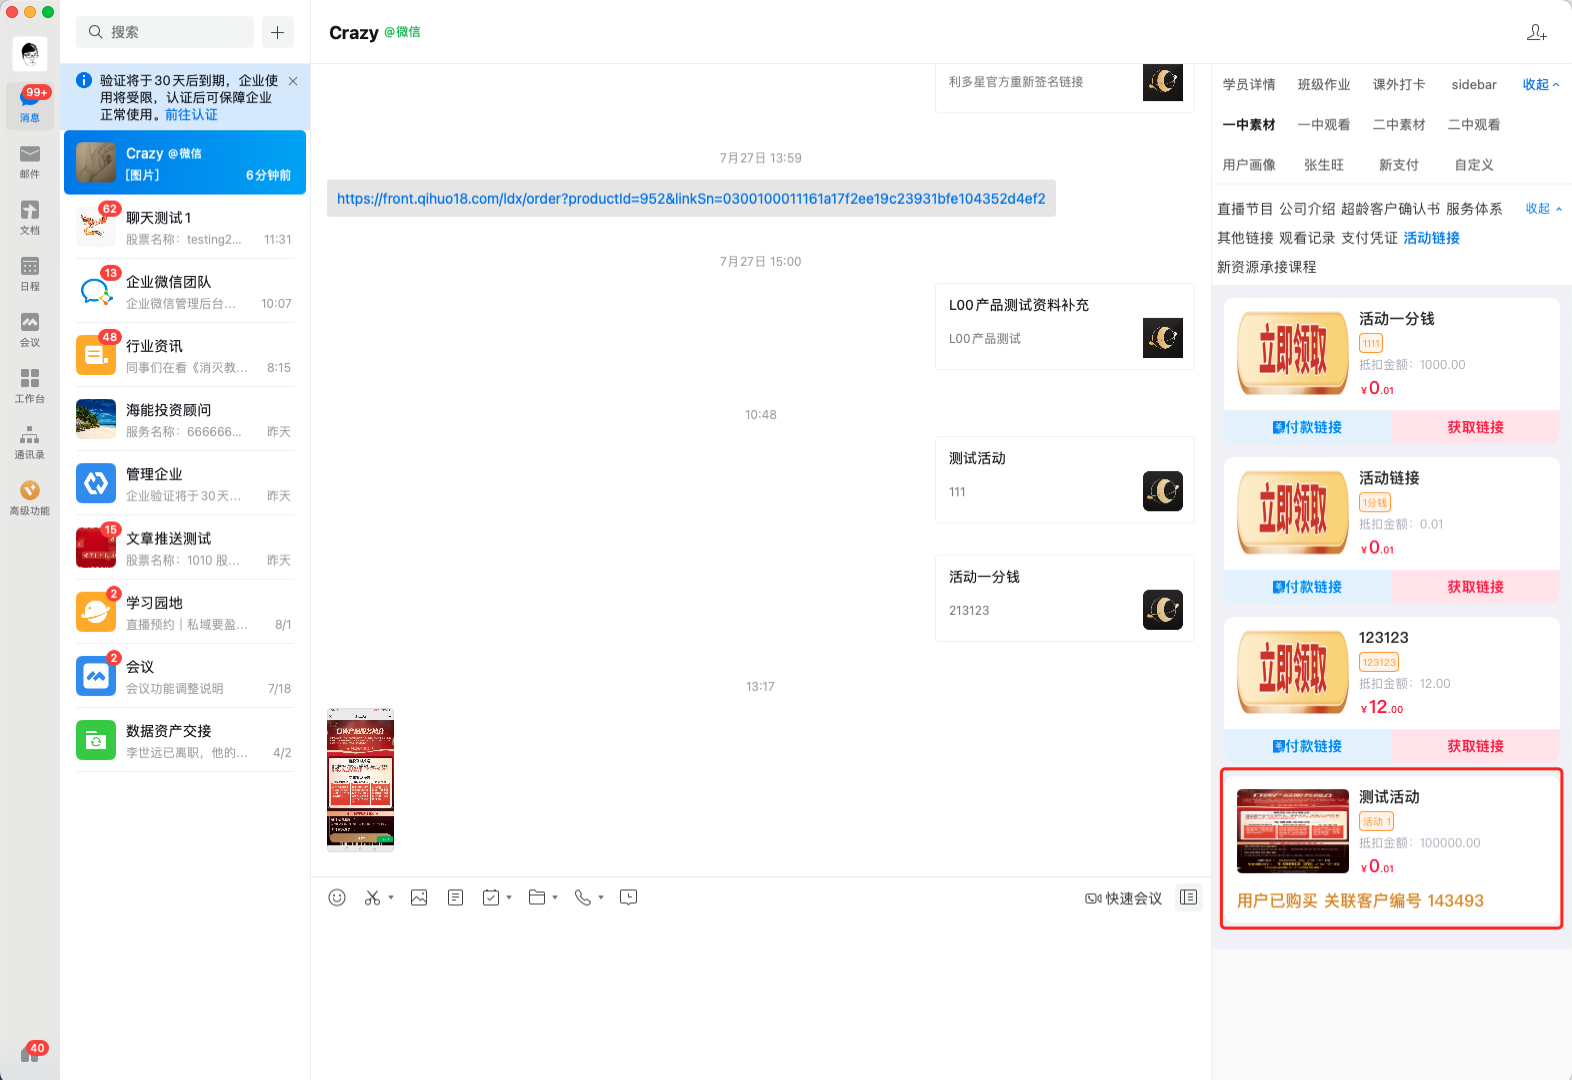 99+
消息
邮件
文档
日程
会议
工作台
通讯录
高级功能
40
搜索
验证将于30天后到期，企业使
用将受限，认证后可保障企业
正常使用。前往认证
Crazy @微信
[图片]
6分钟前
62
聊天测试1
股票名称：testing2...
11:31
13
企业微信团队
企业微信管理后台...
10:07
48
行业资讯
同事们在看《消灭教...
8:15
海能投资顾问
服务名称：666666...
昨天
管理企业
企业验证将于30天...
昨天
15
文章推送测试
股票名称：1010 股...
昨天
2
学习园地
直播预约｜私域要盈...
8/1
2
会议
会议功能调整说明
7/18
数据资产交接
李世远已离职，他的...
4/2
Crazy @微信
利多星官方重新签名链接
7月27日 13:59
https://front.qihuo18.com/ldx/order?productId=952&linkSn=0300100011161a17f2ee19c23931bfe104352d4ef2
7月27日 15:00
L00产品测试资料补充
L00产品测试
10:48
测试活动
111
活动一分钱
213123
13:17
快速会议
学员详情 班级作业 课外打卡 sidebar 收起
一中素材 一中观看 二中素材 二中观看
用户画像 张生旺 新支付 自定义
直播节目 公司介绍 超龄客户确认书 服务体系 收起
其他链接 观看记录 支付凭证 活动链接
新资源承接课程
立即领取
活动一分钱
1111
抵扣金额：1000.00
¥0.01
付款链接 获取链接
立即领取
活动链接
1分钱
抵扣金额：0.01
¥0.01
付款链接 获取链接
立即领取
123123
123123
抵扣金额：12.00
¥12.00
付款链接 获取链接
测试活动
活动 1
抵扣金额：100000.00
¥0.01
用户已购买 关联客户编号 143493